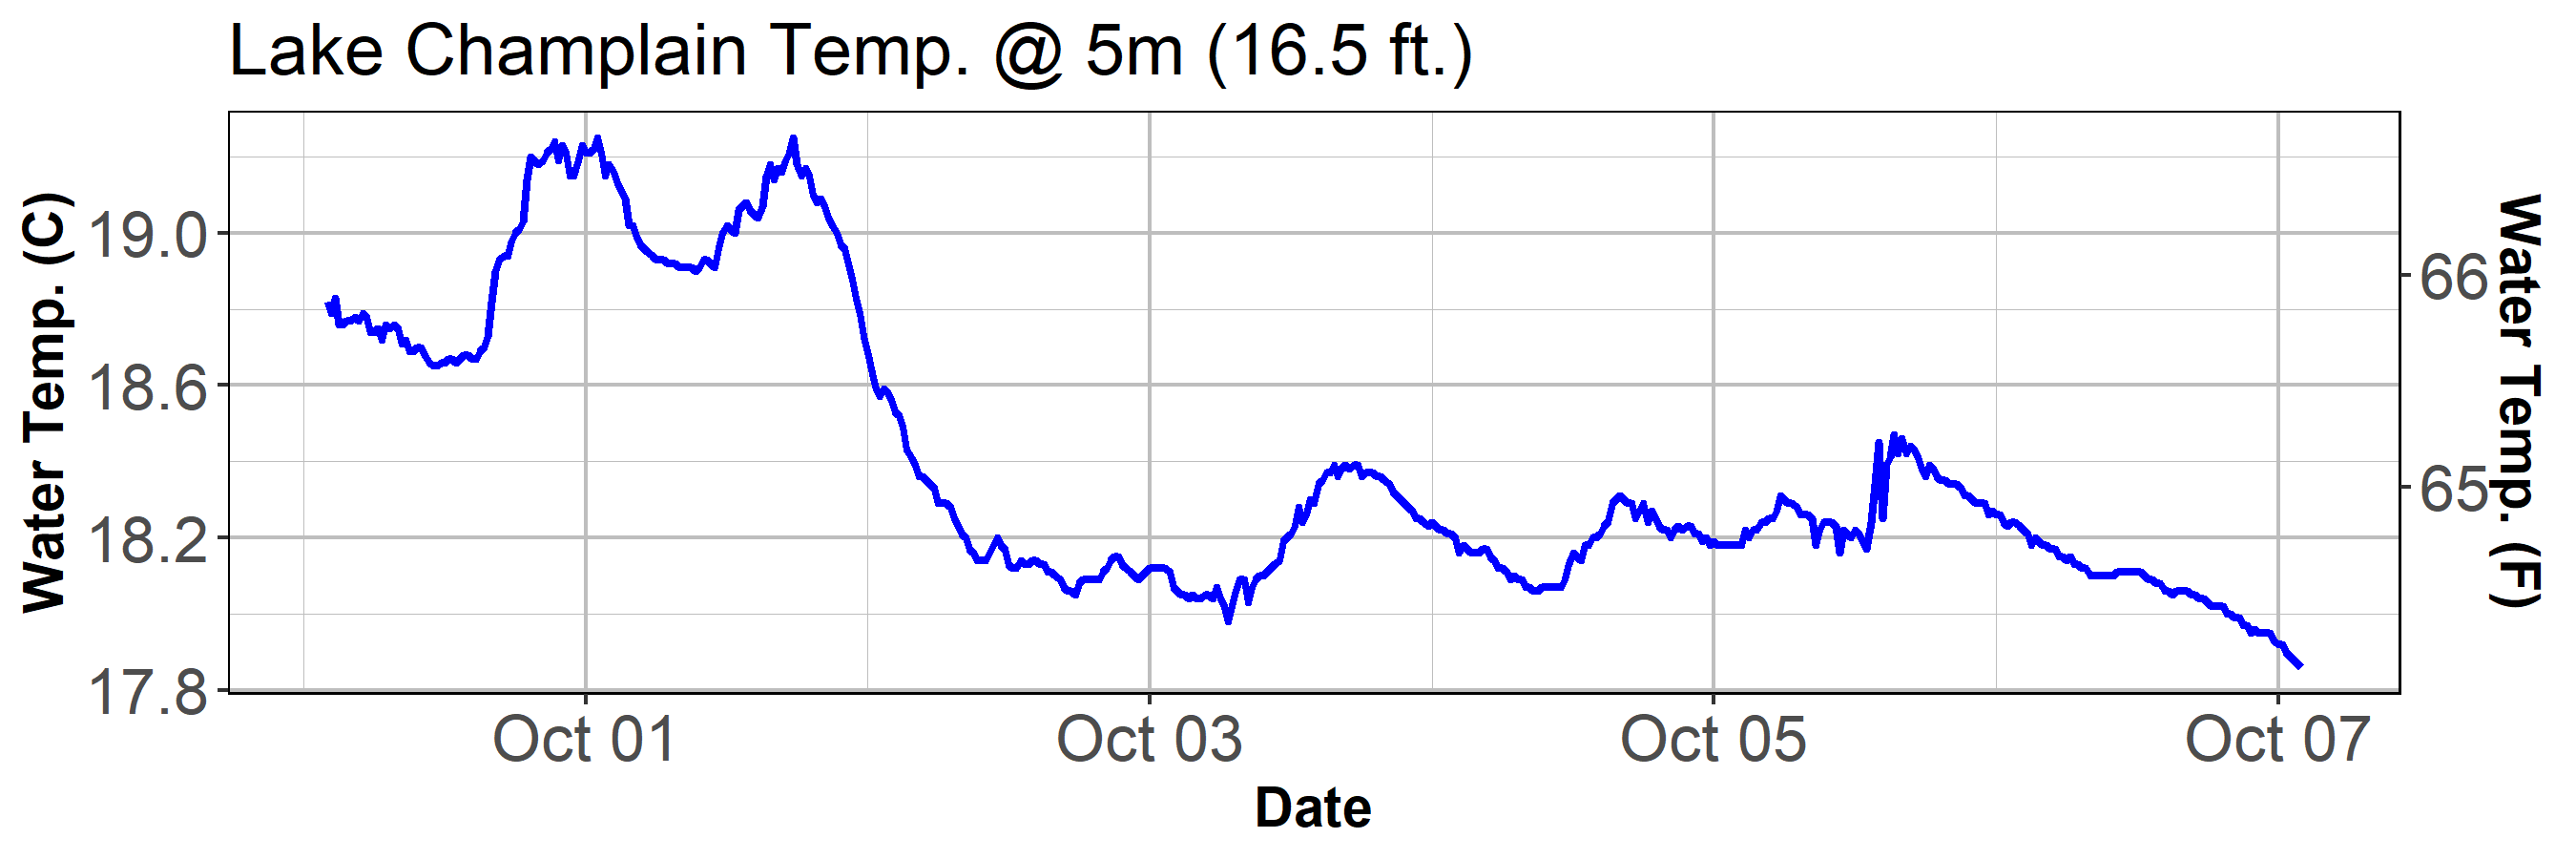 Lake Champlain Temp. @ 5m (16.5 ft.)
Water Temp. (C)
19.0
18.6
18.2
17.8
66
65
Water Temp. (F)
Oct 01
Oct 03
Oct 05
Oct 07
Date